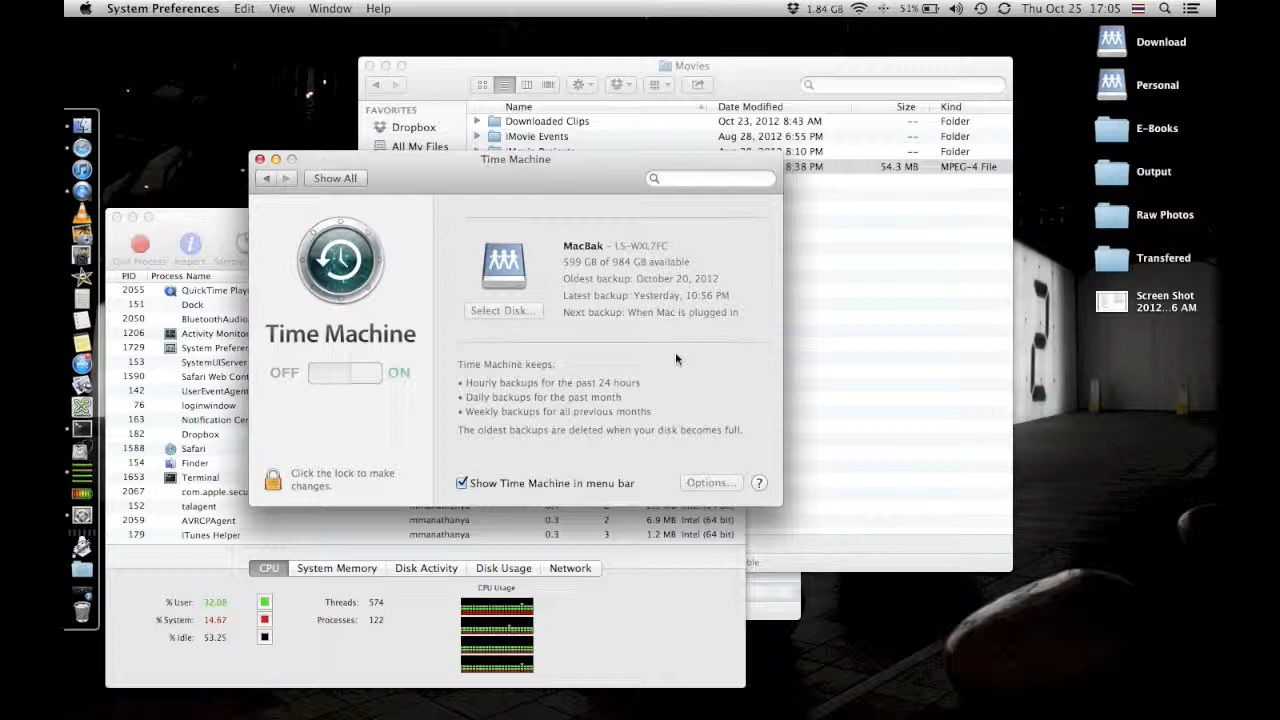 System Preferences Edit View Window Help
1.84 GB 51% Thu Oct 25 17:05
Download
Personal
E-Books
Output
Raw Photos
Transfered
Screen Shot
2012...6 AM
Movies
FAVORITES
Dropbox
All My Files
Name Date Modified Size Kind
Downloaded Clips Oct 23, 2012 8:43 AM -- Folder
iMovie Events Aug 28, 2012 6:55 PM -- Folder
8:10 PM -- Folder
8:38 PM 54.3 MB MPEG-4 File
Time Machine
Show All
Time Machine
OFF ON
Click the lock to make
changes.
MacBak - LS-WXL7FC
599 GB of 984 GB available
Oldest backup: October 20, 2012
Latest backup: Yesterday, 10:56 PM
Next backup: When Mac is plugged in
Select Disk...
Time Machine keeps:
• Hourly backups for the past 24 hours
• Daily backups for the past month
• Weekly backups for all previous months
The oldest backups are deleted when your disk becomes full.
Show Time Machine in menu bar
Options... ?
Quit Process Inspect Sample
PID Process Name
2055 QuickTime Play
151 Dock
2050 BluetoothAudio
1206 Activity Monitor
1729 System Prefere
153 SystemUIServer
1590 Safari Web Cont
142 UserEventAgen
76 loginwindow
163 Notification Cen
182 Dropbox
1588 Safari
154 Finder
1653 Terminal
2067 com.apple.secu
152 talagent
2059 AVRCPAgent mmanathanya 0.3 2 6.9 MB Intel (64 bit)
179 iTunes Helper mmanathanya 0.3 3 1.2 MB Intel (64 bit)
CPU System Memory Disk Activity Disk Usage Network
CPU Usage
% User: 32.08 Threads: 574
% System: 14.67 Processes: 122
% Idle: 53.25